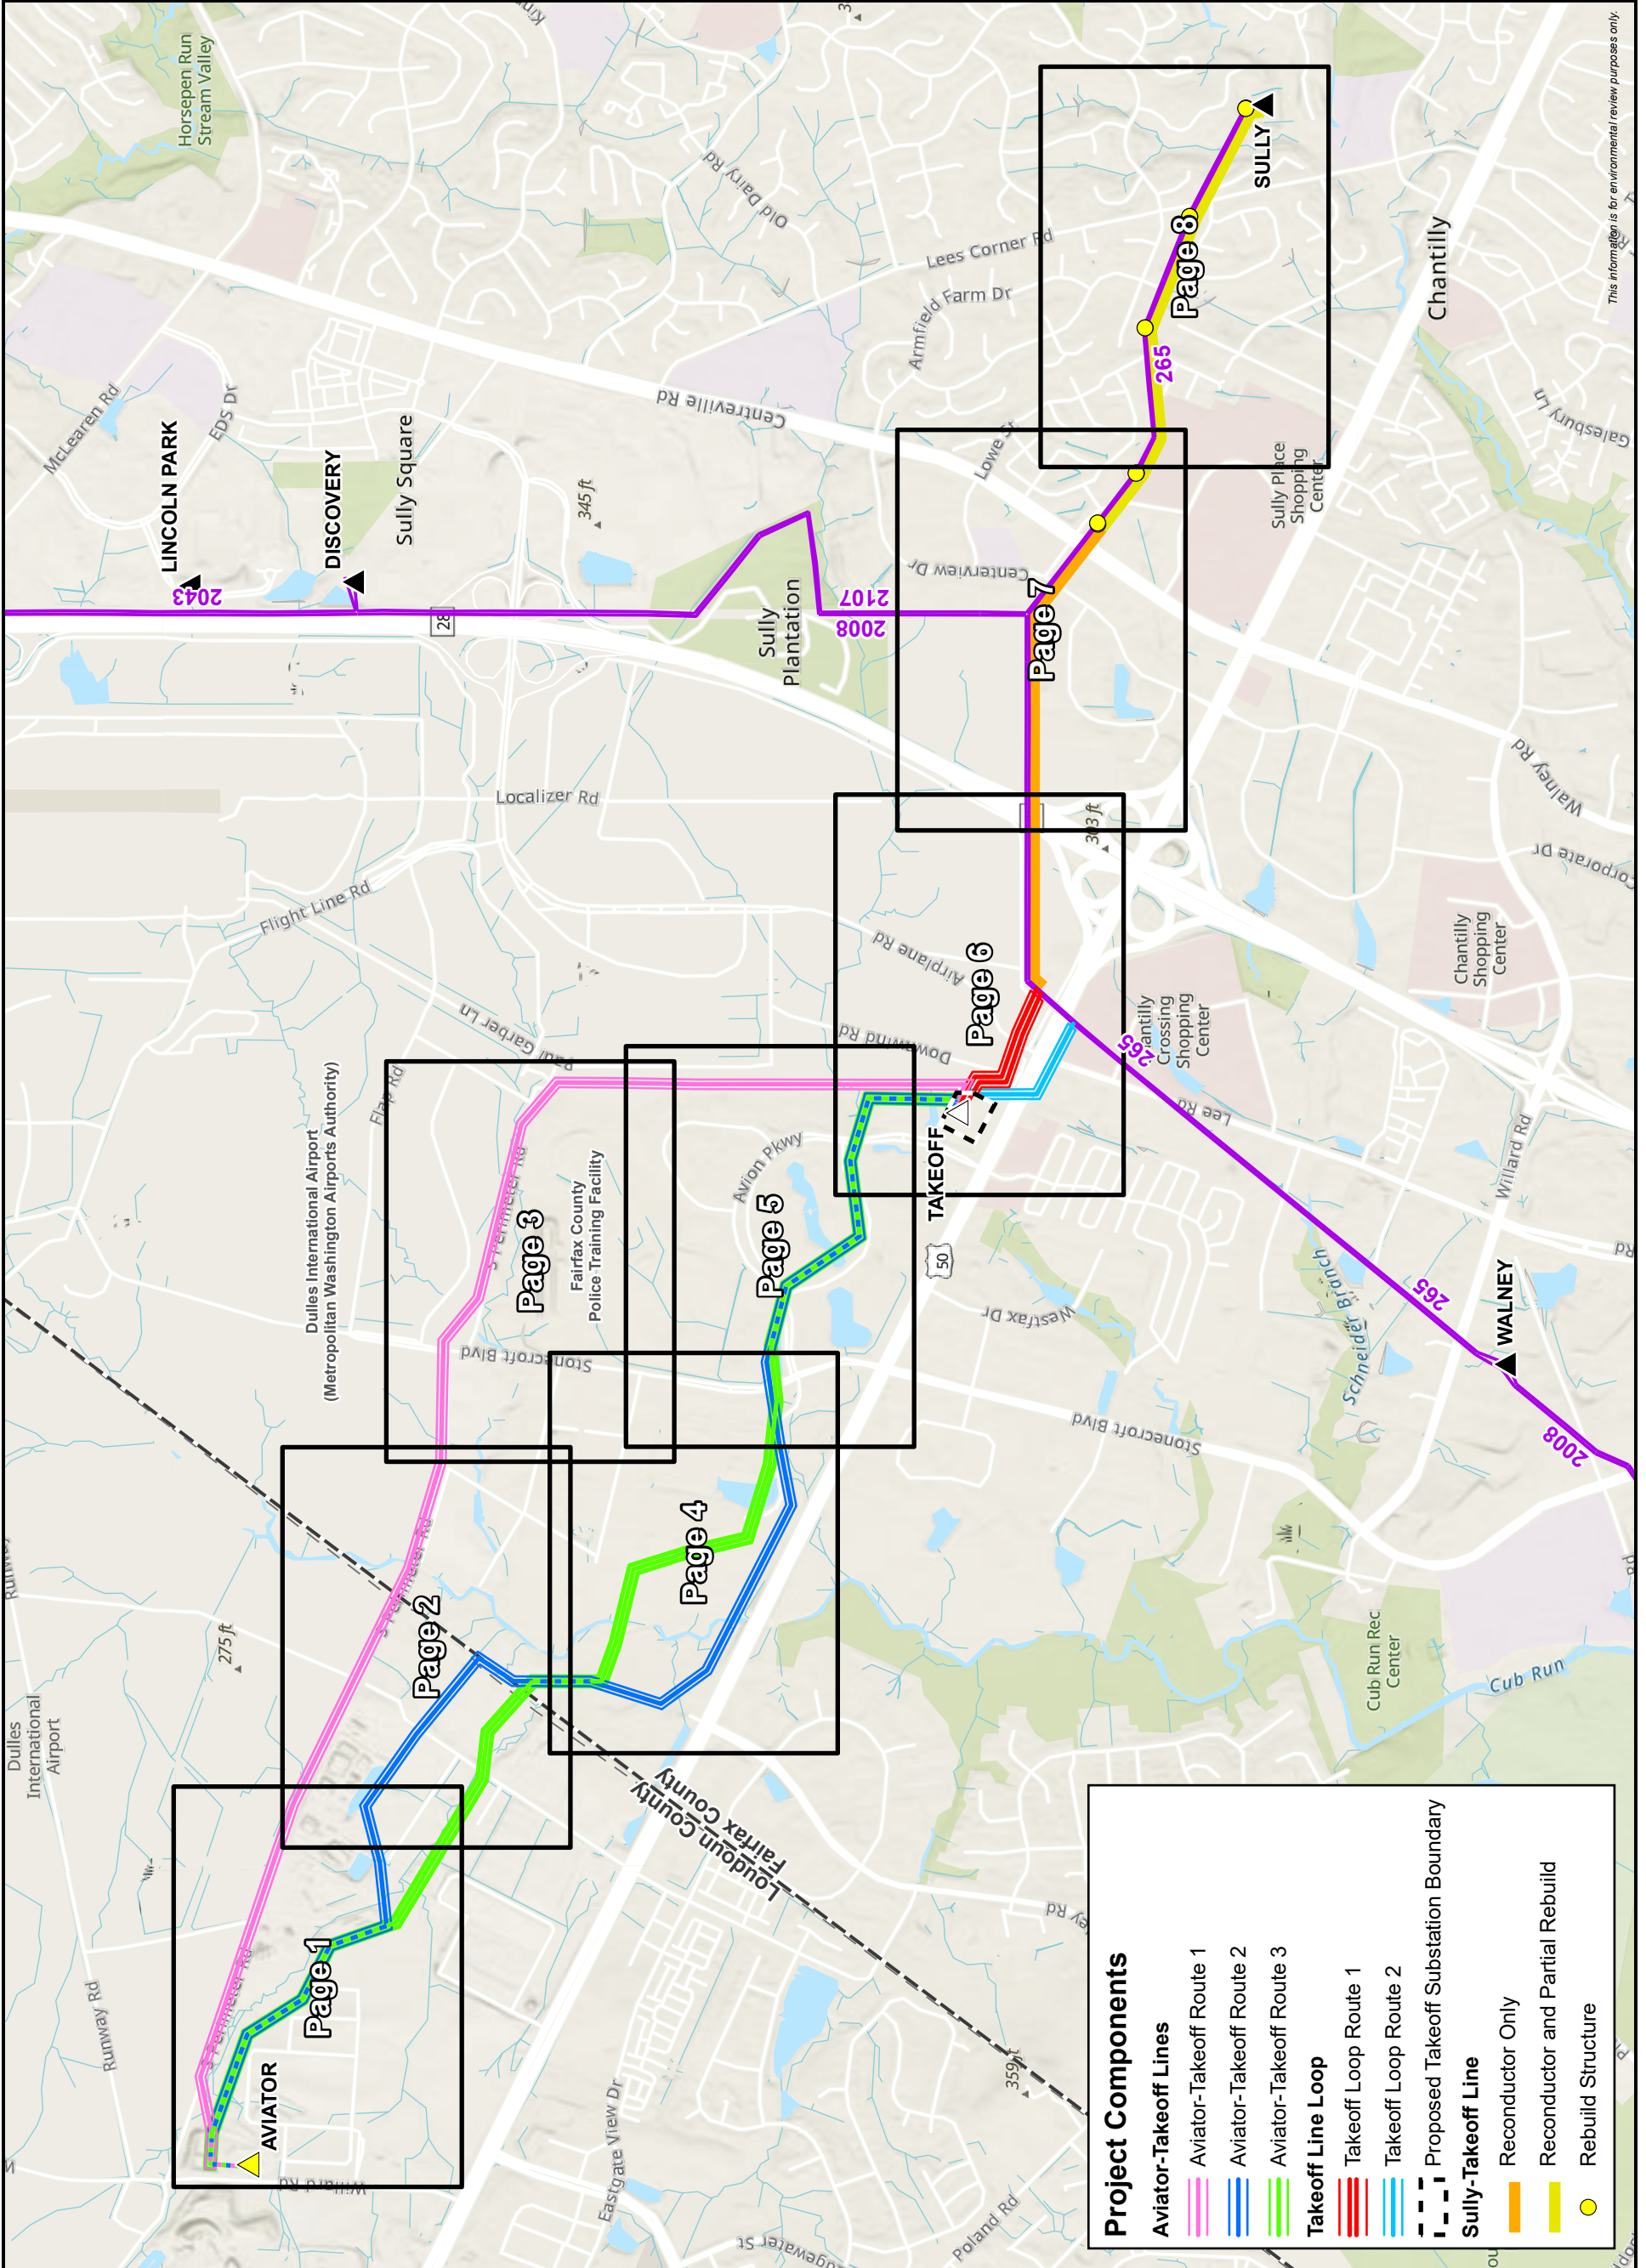 Horsepen Run
Stream Valley
McLearen Rd
EDS Dr
LINCOLN PARK
2043
DISCOVERY
Sully Square
345 ft
28
Old Dairy Rd
Centreville Rd
Lees Corner Rd
Armfield Farm Dr
Sully
Plantation
2107
2008
Centerview Dr
Page 7
265
Page 8
SULLY
Chantilly
Sully Place
Shopping
Center
Galesbury Ln
This information is for environmental review purposes only.
Localizer Rd
Flight Line Rd
Airplane Rd
Page 6
303 ft
Walney Rd
Corporate Dr
Chantilly
Shopping
Center
Crossing
Shopping
Center
265
Lee Rd
Willard Rd
Paul Garber Ln
Downwind Rd
Flap Rd
Dulles International Airport
(Metropolitan Washington Airports Authority)
S Perimeter Rd
Page 3
Fairfax County
Police Training Facility
Avion Pkwy
Page 5
TAKEOFF
50
Westfax Dr
Stonecroft Blvd
Stonecroft Blvd
Schneider Branch
265
WALNEY
2008
Page 4
Page 2
S Perimeter Rd
275 ft
Dulles
International
Airport
Cub Run Rec
Center
Cub Run
Loudoun County
Fairfax County
Page 1
S Perimeter Rd
Runway Rd
AVIATOR
Willard Rd
Eastgate View Dr
359 ft
Poland Rd
Project Components
Aviator-Takeoff Lines
Aviator-Takeoff Route 1
Aviator-Takeoff Route 2
Aviator-Takeoff Route 3
Takeoff Line Loop
Takeoff Loop Route 1
Takeoff Loop Route 2
Proposed Takeoff Substation Boundary
Sully-Takeoff Line
Reconductor Only
Reconductor and Partial Rebuild
Rebuild Structure